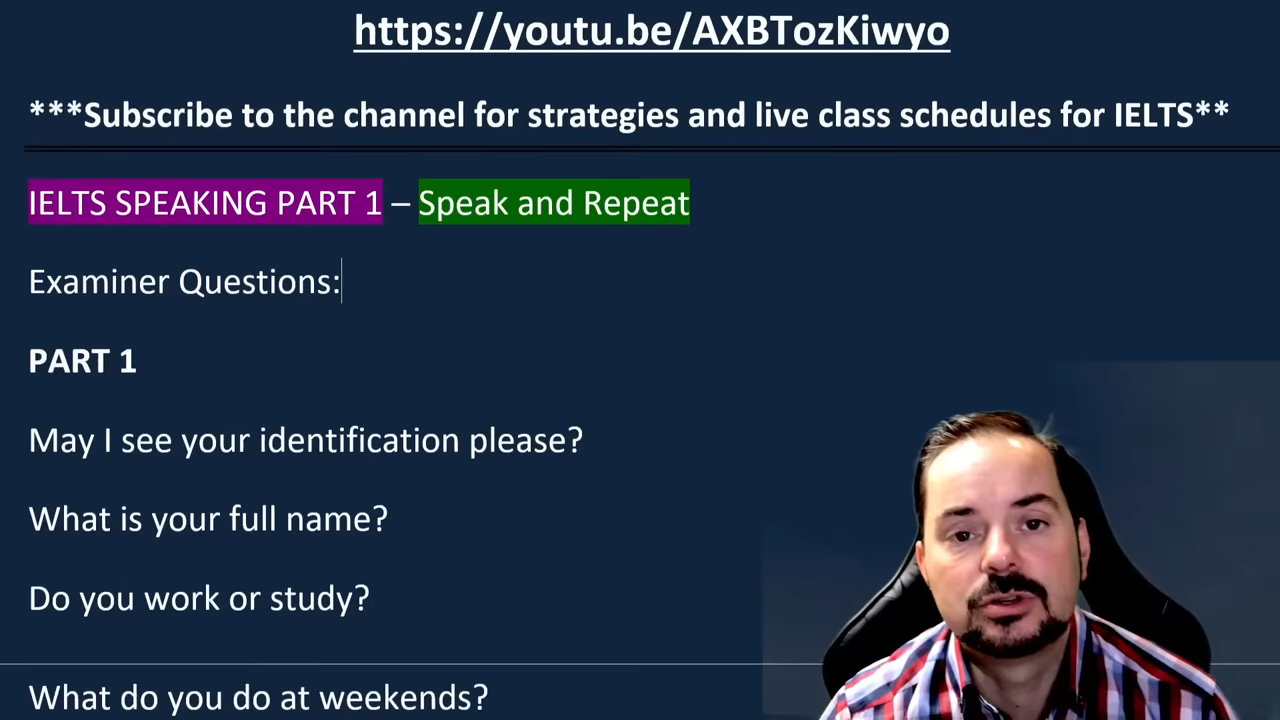 https://youtu.be/AXBTozKiwyo
***Subscribe to the channel for strategies and live class schedules for IELTS**
IELTS SPEAKING PART 1 – Speak and Repeat
Examiner Questions:
PART 1
May I see your identification please?
What is your full name?
Do you work or study?
What do you do at weekends?